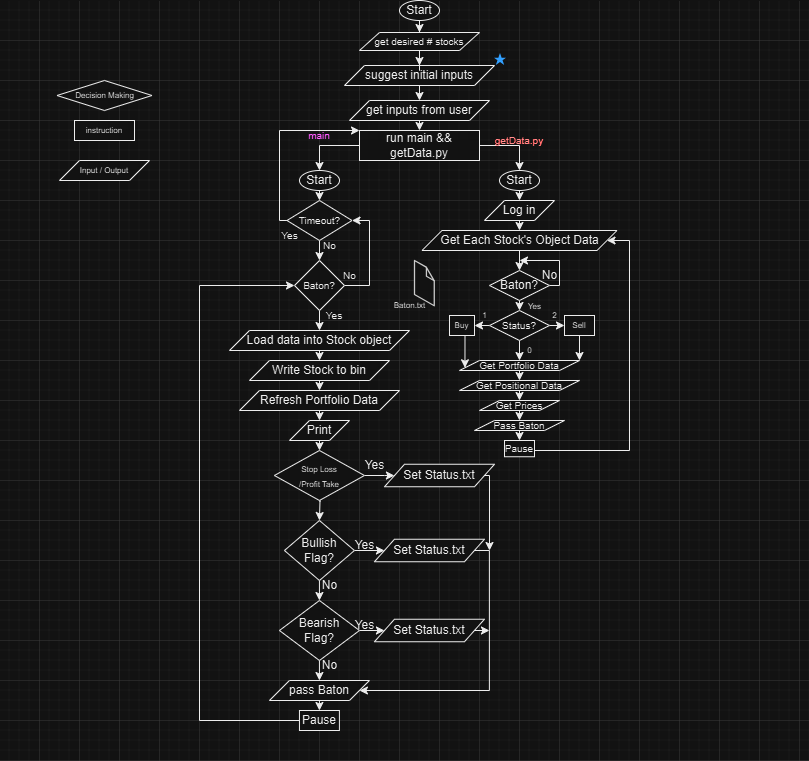 Start
get desired # stocks
suggest initial inputs
get inputs from user
run main &&
getData.py
Decision Making
instruction
Input / Output
main
Start
Timeout?
Yes
No
Baton?
No
Yes
Load data into Stock object
Write Stock to bin
Refresh Portfolio Data
Print
Stop Loss
/Profit Take
Yes
Set Status.txt
Bullish
Flag?
Yes
Set Status.txt
No
Bearish
Flag?
Yes
Set Status.txt
No
pass Baton
Pause
Baton.txt
getData.py
Start
Log in
Get Each Stock's Object Data
Baton?
No
Yes
Status?
1
Buy
2
Sell
0
Get Portfolio Data
Get Positional Data
Get Prices
Pass Baton
Pause